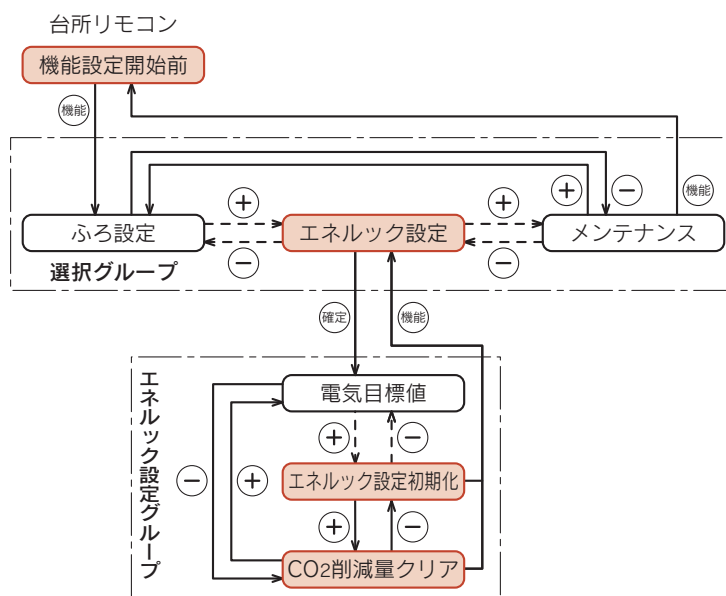 台所リモコン
機能設定開始前
機能
＋
－
機能
＋
＋
ふろ設定
エネルック設定
メンテナンス
－
－
選択グループ
確定
機能
エネルック設定グループ
電気目標値
＋
－
－
＋
エネルック設定初期化
＋
－
CO2削減量クリア